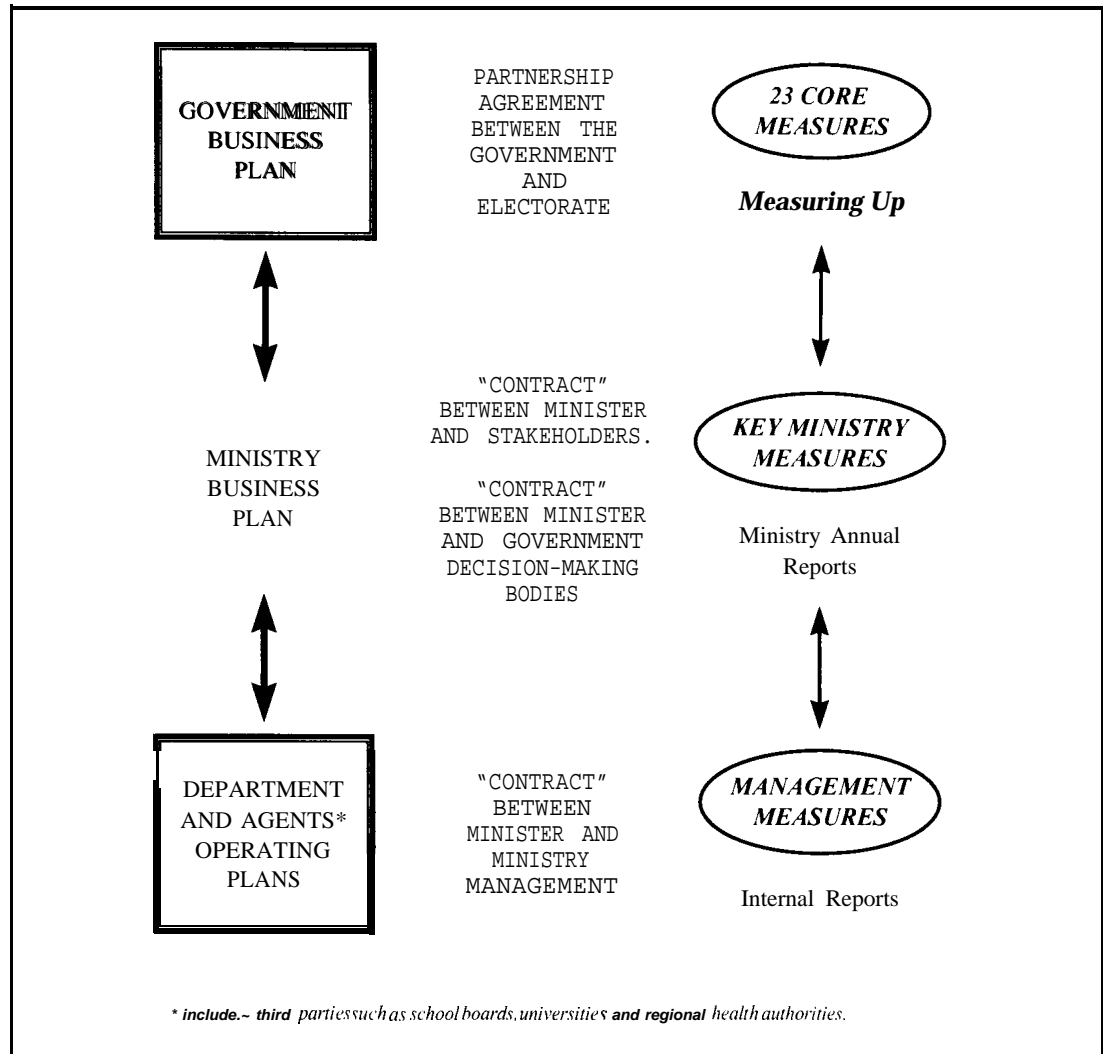 GOVERNMENT
BUSINESS
PLAN
PARTNERSHIP
AGREEMENT
BETWEEN THE
GOVERNMENT
AND
ELECTORATE
23 CORE
MEASURES
Measuring Up
MINISTRY
BUSINESS
PLAN
"CONTRACT"
BETWEEN MINISTER
AND STAKEHOLDERS.
"CONTRACT"
BETWEEN MINISTER
AND GOVERNMENT
DECISION-MAKING
BODIES
KEY MINISTRY
MEASURES
Ministry Annual
Reports
DEPARTMENT
AND AGENTS*
OPERATING
PLANS
"CONTRACT"
BETWEEN
MINISTER AND
MINISTRY
MANAGEMENT
MANAGEMENT
MEASURES
Internal Reports
* include.~ third parties such as school boards, universities and regional health authorities.